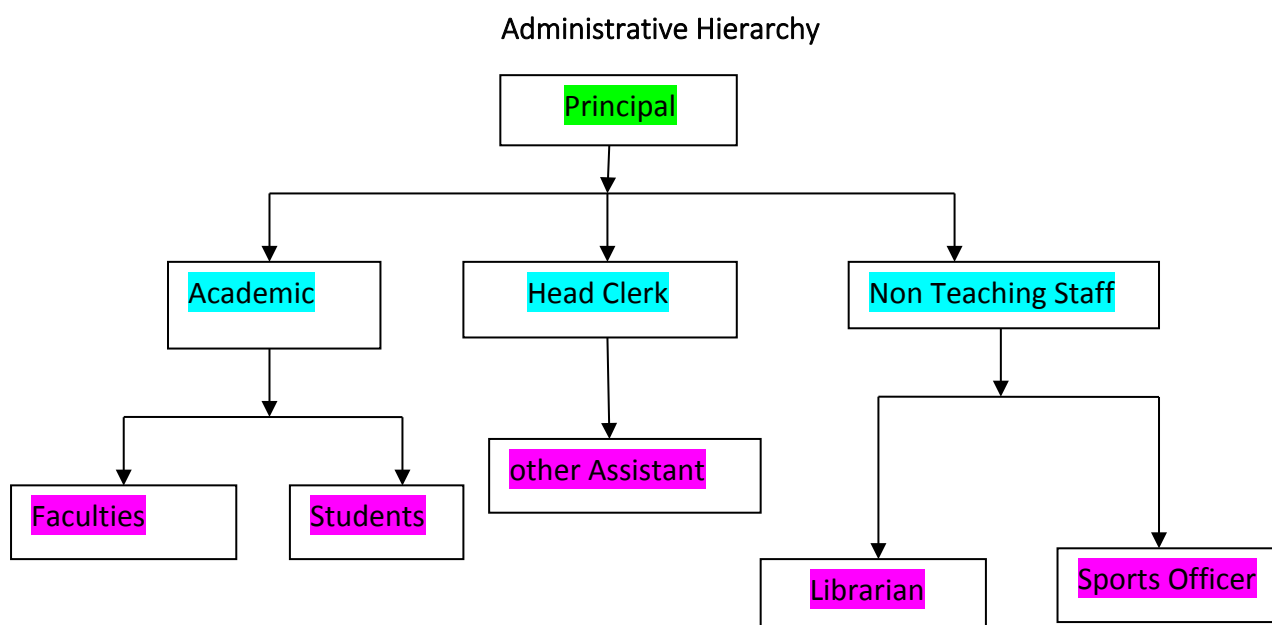 Administrative Hierarchy
Principal
Academic
Head Clerk
Non Teaching Staff
Faculties
Students
other Assistant
Librarian
Sports Officer